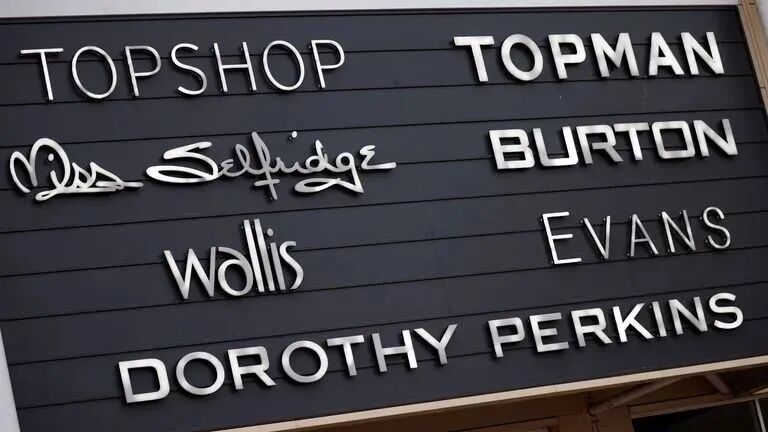 TOPSHOP TOPMAN
Miss Selfridge BURTON
Wallis EVANS
DOROTHY PERKINS